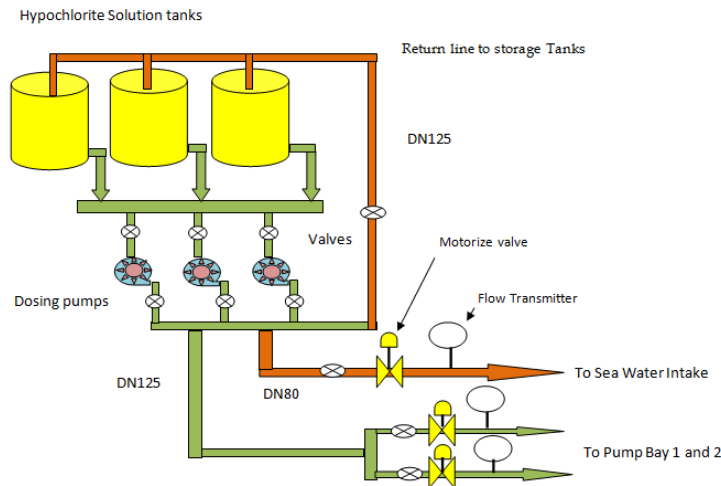 Hypochlorite Solution tanks
Return line to storage Tanks
DN125
Valves
Motorize valve
Dosing pumps
Flow Transmitter
To Sea Water Intake
DN125
DN80
To Pump Bay 1 and 2